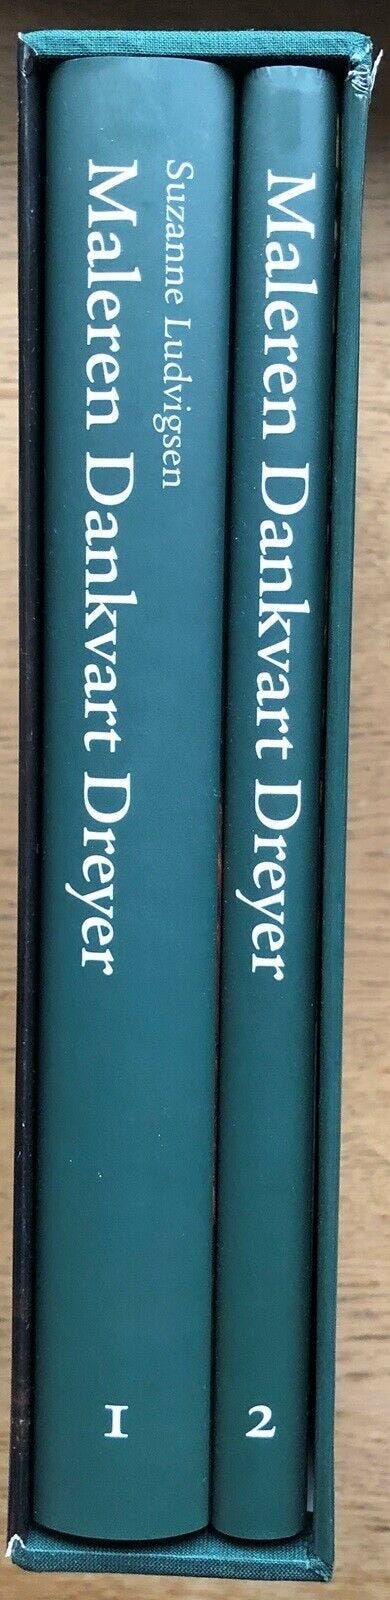 Suzanne Ludvigsen
Maleren Dankvart Dreyer
1
Maleren Dankvart Dreyer
2